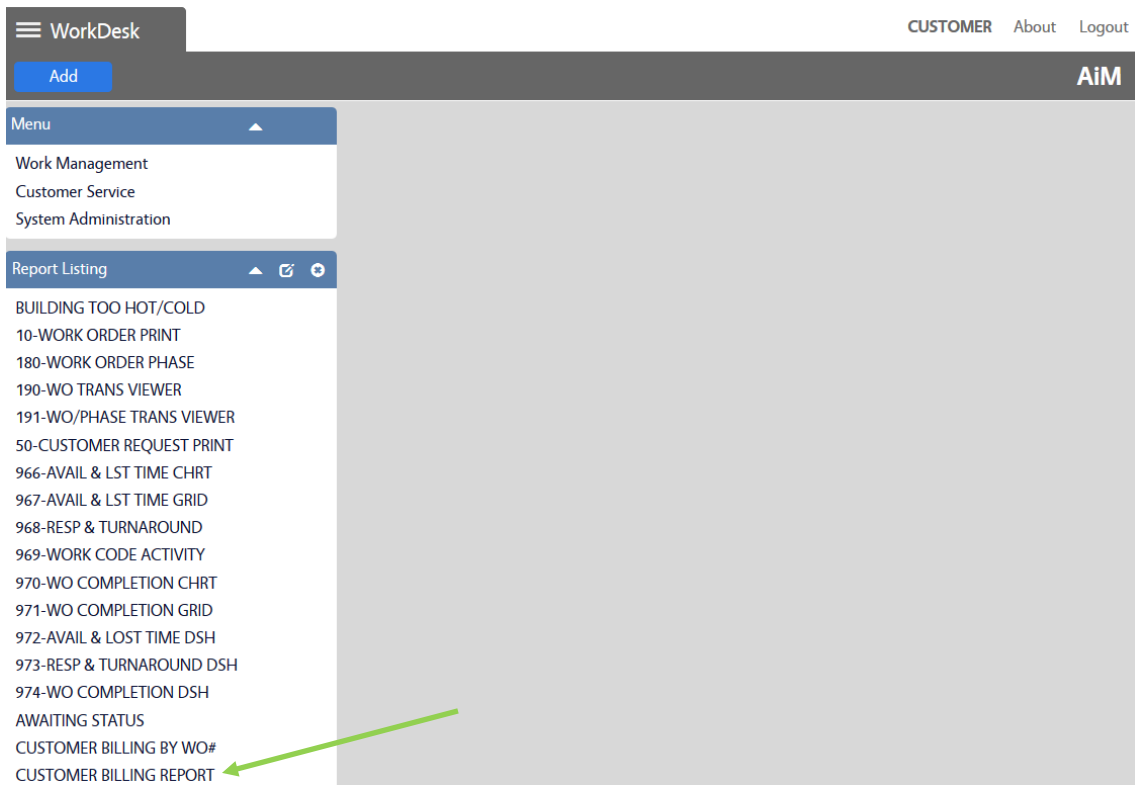 WorkDesk
CUSTOMER About Logout
Add
AiM
Menu
Work Management
Customer Service
System Administration
Report Listing
BUILDING TOO HOT/COLD
10-WORK ORDER PRINT
180-WORK ORDER PHASE
190-WO TRANS VIEWER
191-WO/PHASE TRANS VIEWER
50-CUSTOMER REQUEST PRINT
966-AVAIL & LST TIME CHRT
967-AVAIL & LST TIME GRID
968-RESP & TURNAROUND
969-WORK CODE ACTIVITY
970-WO COMPLETION CHRT
971-WO COMPLETION GRID
972-AVAIL & LOST TIME DSH
973-RESP & TURNAROUND DSH
974-WO COMPLETION DSH
AWAITING STATUS
CUSTOMER BILLING BY WO#
CUSTOMER BILLING REPORT